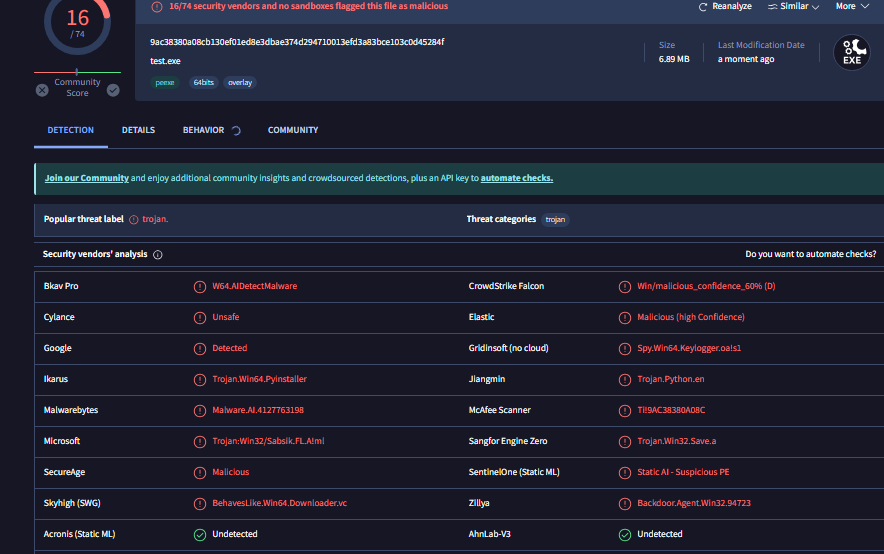 16/74 security vendors and no sandboxes flagged this file as malicious
Reanalyze Similar More
16
/ 74
Community
Score
9ac38380a08cb130ef01ed8e3dbae374d294710013efd3a83bce103c0d45284f
test.exe
peexe 64bits overlay
Size
6.89 MB
Last Modification Date
a moment ago
EXE
DETECTION DETAILS BEHAVIOR COMMUNITY
Join our Community and enjoy additional community insights and crowdsourced detections, plus an API key to automate checks.
Popular threat label trojan. Threat categories trojan
Security vendors' analysis Do you want to automate checks?
Bkav Pro W64.AIDetectMalware CrowdStrike Falcon Win/malicious_confidence_60% (D)
Cylance Unsafe Elastic Malicious (high Confidence)
Google Detected Gridinsoft (no cloud) Spy.Win64.Keylogger.oa!s1
Ikarus Trojan.Win64.Pyinstaller Jiangmin Trojan.Python.en
Malwarebytes Malware.AI.4127763198 McAfee Scanner Ti!9AC38380A08C
Microsoft Trojan:Win32/Sabsik.FL.A!ml Sangfor Engine Zero Trojan.Win32.Save.a
SecureAge Malicious SentinelOne (Static ML) Static AI - Suspicious PE
Skyhigh (SWG) BehavesLike.Win64.Downloader.vc Zillya Backdoor.Agent.Win32.94723
Acronis (Static ML) Undetected AhnLab-V3 Undetected